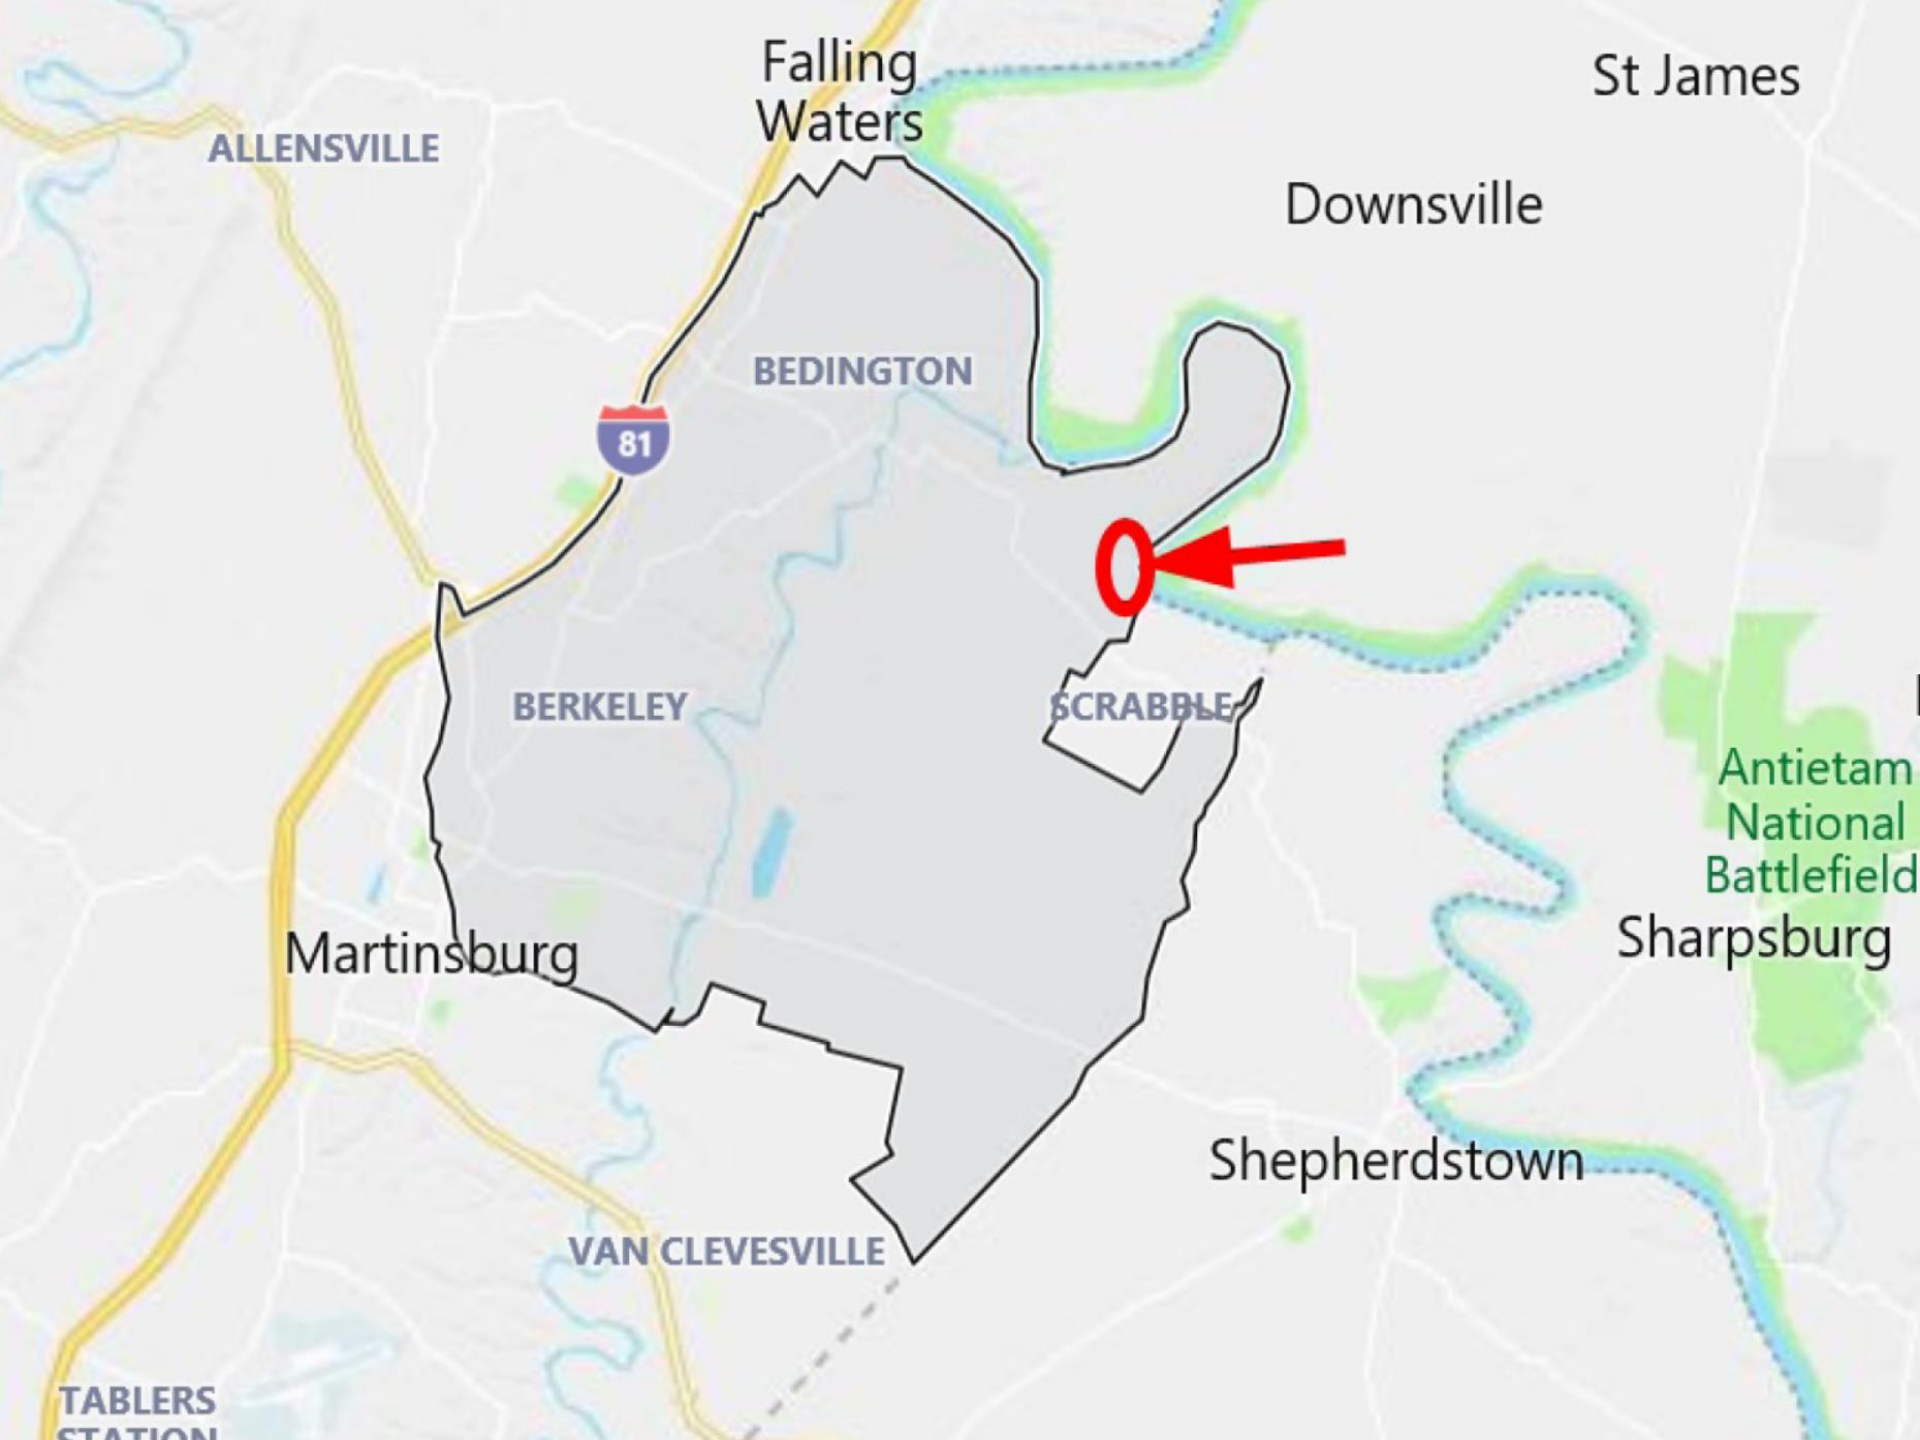 Falling
Waters
St James
ALLENSVILLE
Downsville
BEDINGTON
81
BERKELEY
SCRABBLE
Antietam
National
Battlefield
Martinsburg
Sharpsburg
Shepherdstown
VAN CLEVESVILLE
TABLERS
STATION